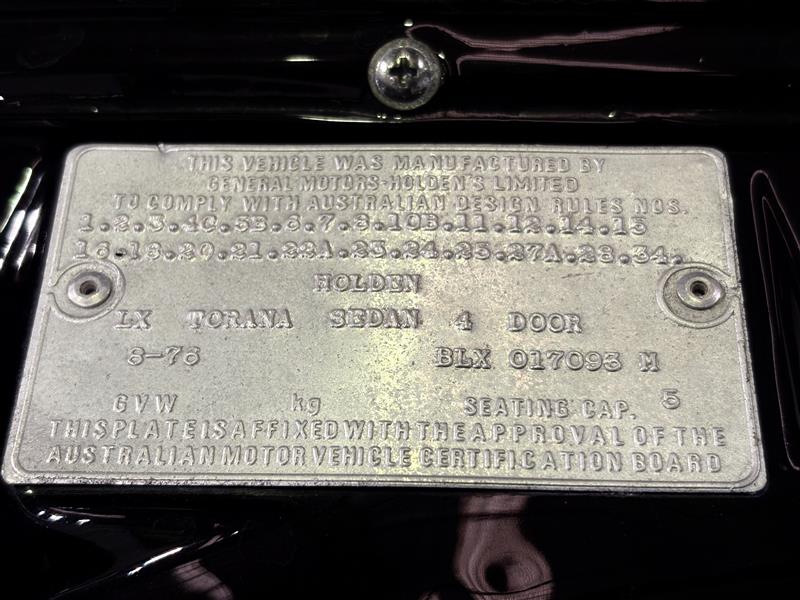 THIS VEHICLE WAS MANUFACTURED BY
GENERAL MOTORS-HOLDEN'S LIMITED
TO COMPLY WITH AUSTRALIAN DESIGN RULES NOS.
1.2.3.4C.5B.6.7.8.10B.11.12.14.15
16.18.20.21.22A.23.24.25.27A.28.34.
HOLDEN
LX TORANA SEDAN 4 DOOR
8-76 BLX 017093 M
GVW kg SEATING CAP. 5
THIS PLATE IS AFFIXED WITH THE APPROVAL OF THE
AUSTRALIAN MOTOR VEHICLE CERTIFICATION BOARD